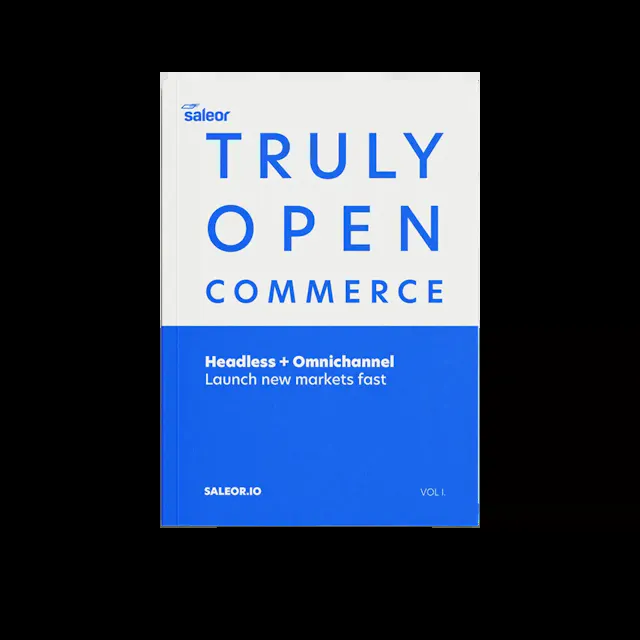 saleor
TRULY
OPEN
COMMERCE
Headless + Omnichannel
Launch new markets fast
SALEOR.IO
VOL I.